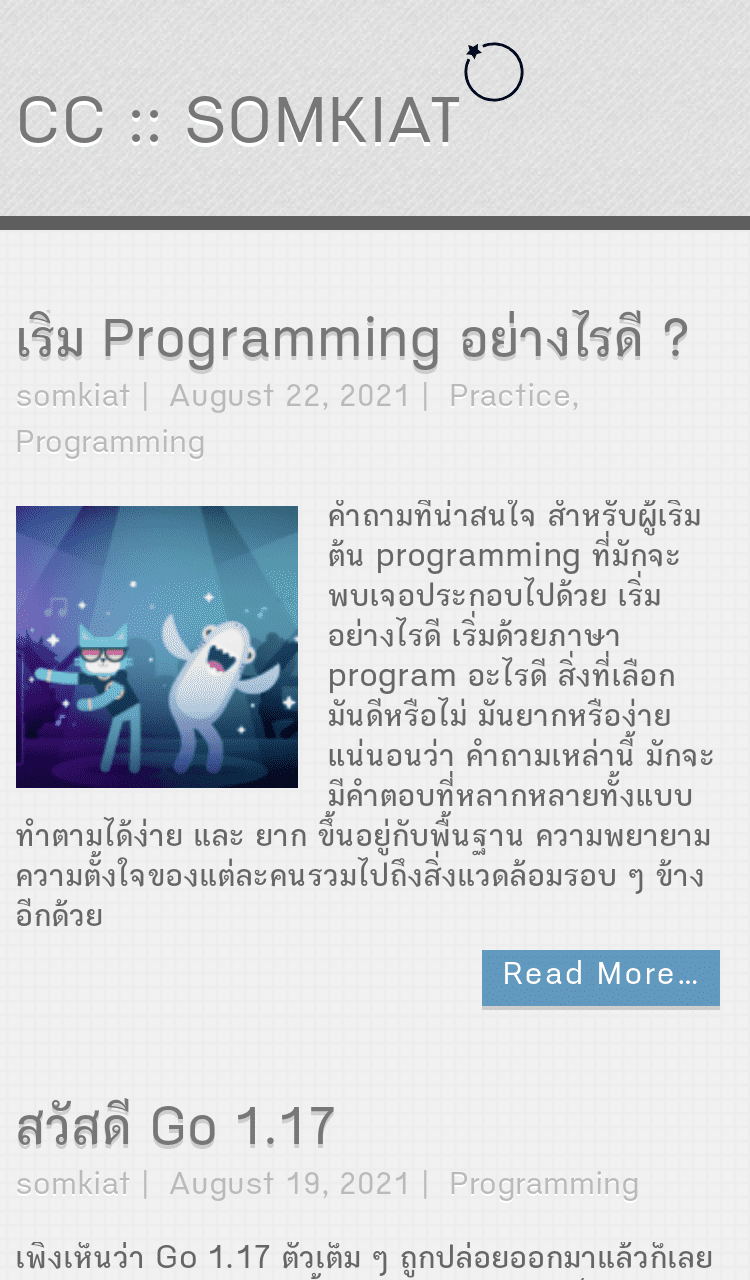 CC :: SOMKIAT
เริ่ม Programming อย่างไรดี ?
somkiat | August 22, 2021 | Practice,
Programming
คำถามที่น่าสนใจ สำหรับผู้เริ่ม
ต้น programming ที่มักจะ
พบเจอประกอบไปด้วย เริ่ม
อย่างไรดี เริ่มด้วยภาษา
program อะไรดี สิ่งที่เลือก
มันดีหรือไม่ มันยากหรือง่าย
แน่นอนว่า คำถามเหล่านี้ มักจะ
มีคำตอบที่หลากหลายทั้งแบบ
ทำตามได้ง่าย และ ยาก ขึ้นอยู่กับพื้นฐาน ความพยายาม
ความตั้งใจของแต่ละคนรวมไปถึงสิ่งแวดล้อมรอบ ๆ ข้าง
อีกด้วย
Read More…
สวัสดี Go 1.17
somkiat | August 19, 2021 | Programming
เพิ่งเห็นว่า Go 1.17 ตัวเต็ม ๆ ถูกปล่อยออกมาแล้วก็เลย